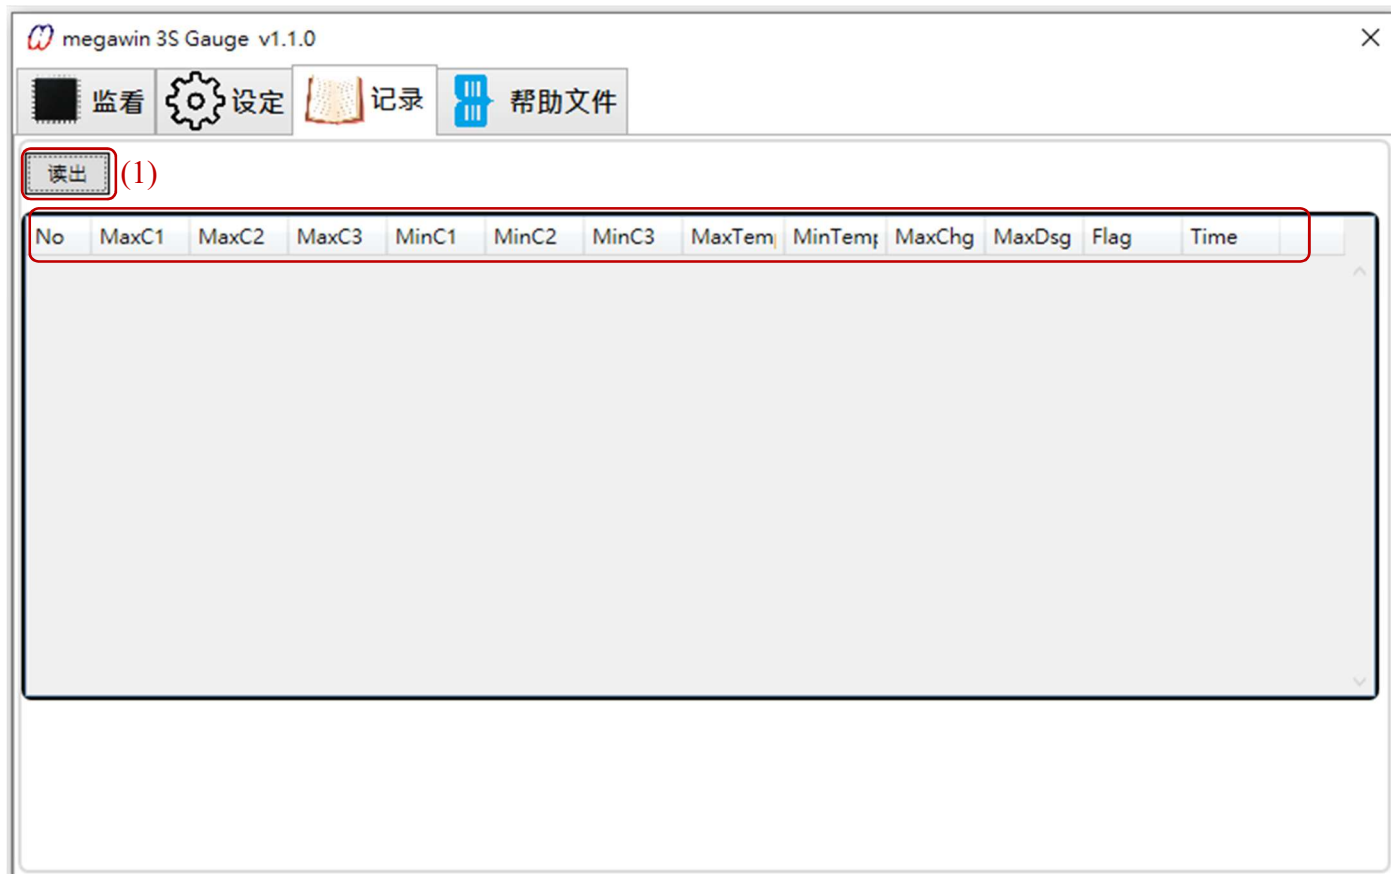 megawin 3S Gauge v1.1.0
监看 设定 记录 帮助文件
读出 (1)
No MaxC1 MaxC2 MaxC3 MinC1 MinC2 MinC3 MaxTem MinTem MaxChg MaxDsg Flag Time